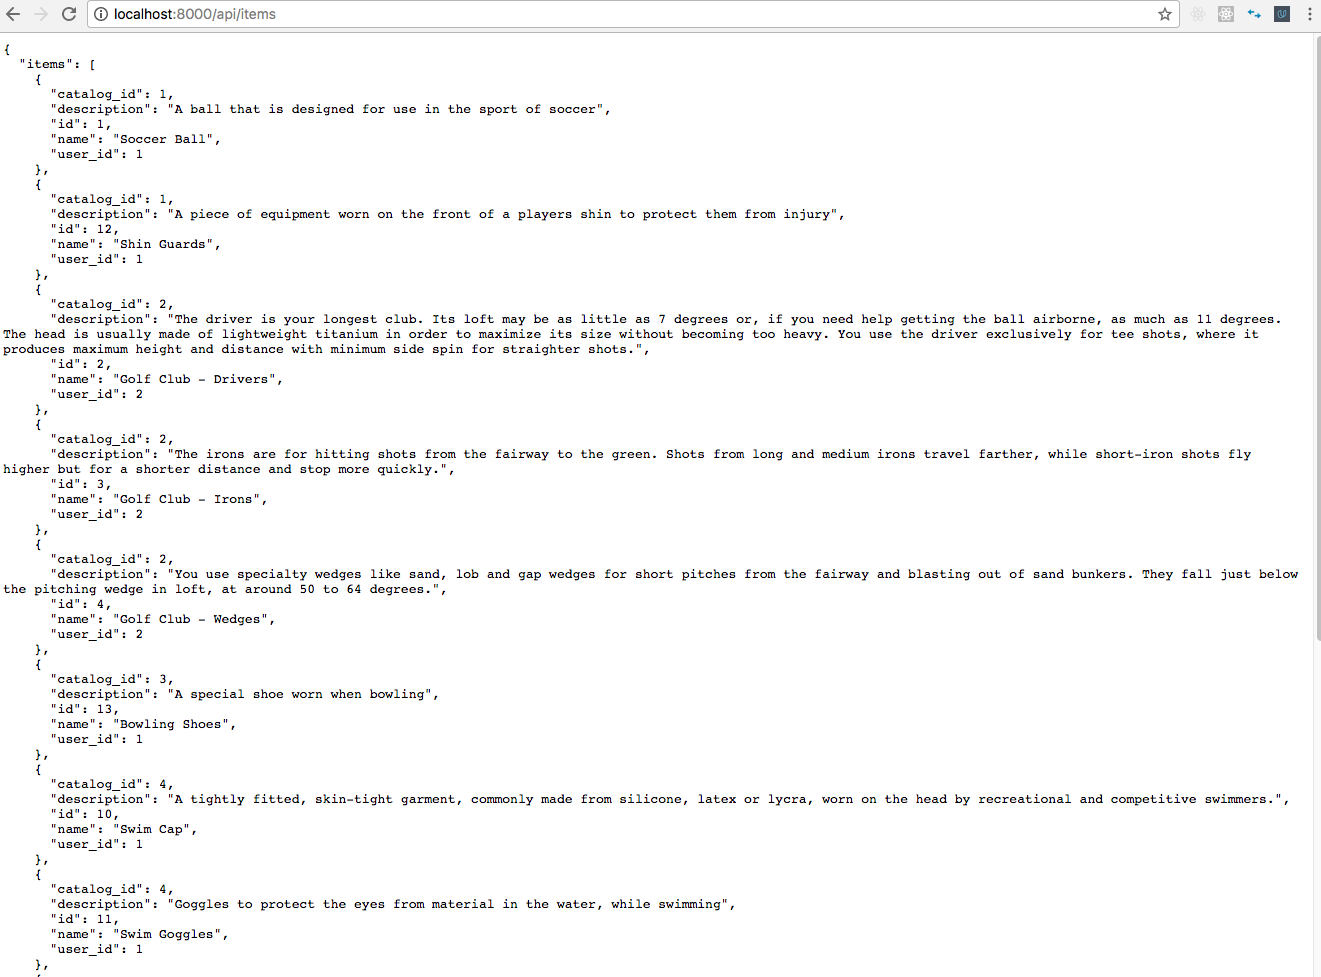 localhost:8000/api/items
{
  "items": [
    {
      "catalog_id": 1,
      "description": "A ball that is designed for use in the sport of soccer",
      "id": 1,
      "name": "Soccer Ball",
      "user_id": 1
    },
    {
      "catalog_id": 1,
      "description": "A piece of equipment worn on the front of a players shin to protect them from injury",
      "id": 12,
      "name": "Shin Guards",
      "user_id": 1
    },
    {
      "catalog_id": 2,
      "description": "The driver is your longest club. Its loft may be as little as 7 degrees or, if you need help getting the ball airborne, as much as 11 degrees.
The head is usually made of lightweight titanium in order to maximize its size without becoming too heavy. You use the driver exclusively for tee shots, where it
produces maximum height and distance with minimum side spin for straighter shots.",
      "id": 2,
      "name": "Golf Club - Drivers",
      "user_id": 2
    },
    {
      "catalog_id": 2,
      "description": "The irons are for hitting shots from the fairway to the green. Shots from long and medium irons travel farther, while short-iron shots fly
higher but for a shorter distance and stop more quickly.",
      "id": 3,
      "name": "Golf Club - Irons",
      "user_id": 2
    },
    {
      "catalog_id": 2,
      "description": "You use specialty wedges like sand, lob and gap wedges for short pitches from the fairway and blasting out of sand bunkers. They fall just below
the pitching wedge in loft, at around 50 to 64 degrees.",
      "id": 4,
      "name": "Golf Club - Wedges",
      "user_id": 2
    },
    {
      "catalog_id": 3,
      "description": "A special shoe worn when bowling",
      "id": 13,
      "name": "Bowling Shoes",
      "user_id": 1
    },
    {
      "catalog_id": 4,
      "description": "A tightly fitted, skin-tight garment, commonly made from silicone, latex or lycra, worn on the head by recreational and competitive swimmers.",
      "id": 10,
      "name": "Swim Cap",
      "user_id": 1
    },
    {
      "catalog_id": 4,
      "description": "Goggles to protect the eyes from material in the water, while swimming",
      "id": 11,
      "name": "Swim Goggles",
      "user_id": 1
    },